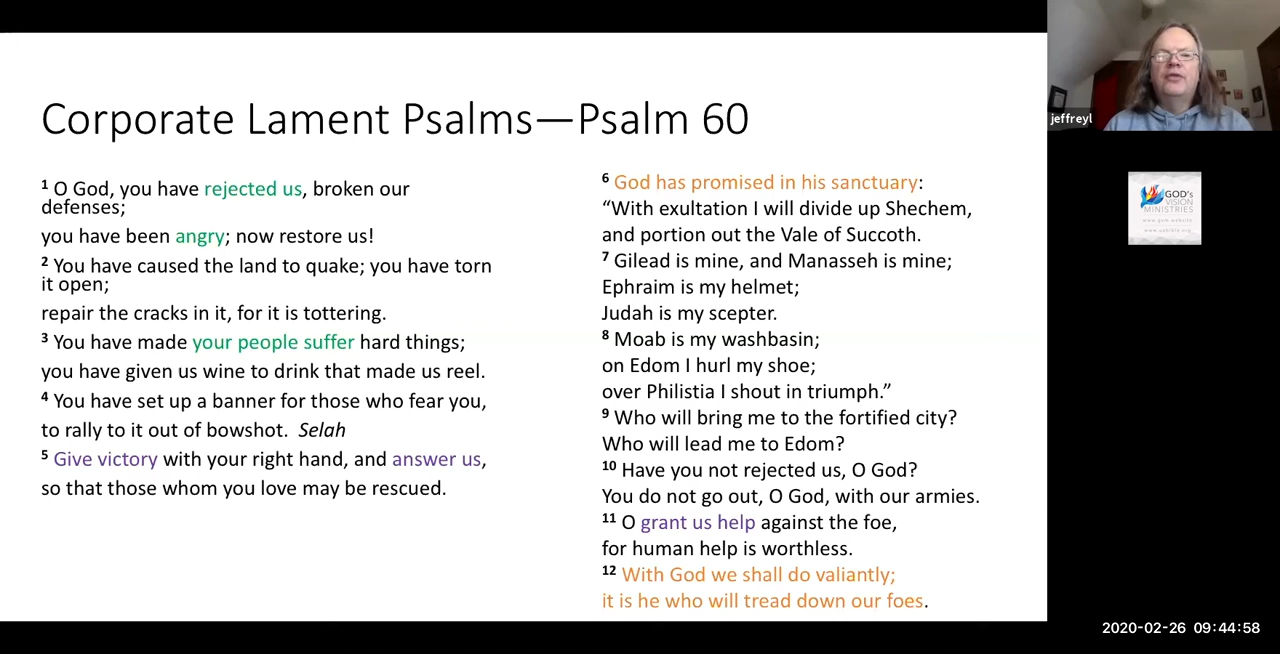 Corporate Lament Psalms—Psalm 60
1 O God, you have rejected us, broken our
defenses;
you have been angry; now restore us!
2 You have caused the land to quake; you have torn
it open;
repair the cracks in it, for it is tottering.
3 You have made your people suffer hard things;
you have given us wine to drink that made us reel.
4 You have set up a banner for those who fear you,
to rally to it out of bowshot.  Selah
5 Give victory with your right hand, and answer us,
so that those whom you love may be rescued.
6 God has promised in his sanctuary:
“With exultation I will divide up Shechem,
and portion out the Vale of Succoth.
7 Gilead is mine, and Manasseh is mine;
Ephraim is my helmet;
Judah is my scepter.
8 Moab is my washbasin;
on Edom I hurl my shoe;
over Philistia I shout in triumph.”
9 Who will bring me to the fortified city?
Who will lead me to Edom?
10 Have you not rejected us, O God?
You do not go out, O God, with our armies.
11 O grant us help against the foe,
for human help is worthless.
12 With God we shall do valiantly;
it is he who will tread down our foes.
jeffreyl
GOD's
VISION
MINISTRIES
2020-02-26 09:44:58